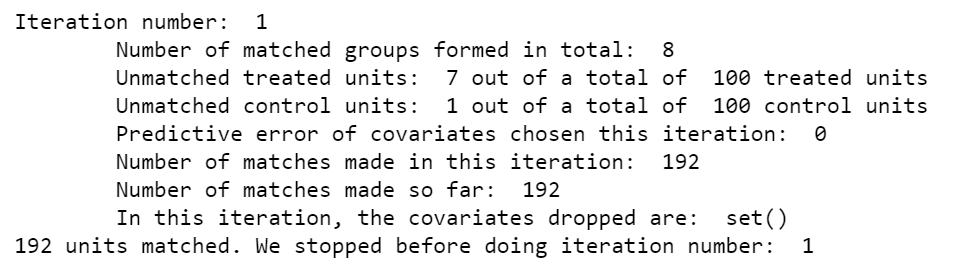 Iteration number:  1
Number of matched groups formed in total:  8
Unmatched treated units:  7 out of a total of  100 treated units
Unmatched control units:  1 out of a total of  100 control units
Predictive error of covariates chosen this iteration:  0
Number of matches made in this iteration:  192
Number of matches made so far:  192
In this iteration, the covariates dropped are:  set()
192 units matched. We stopped before doing iteration number:  1